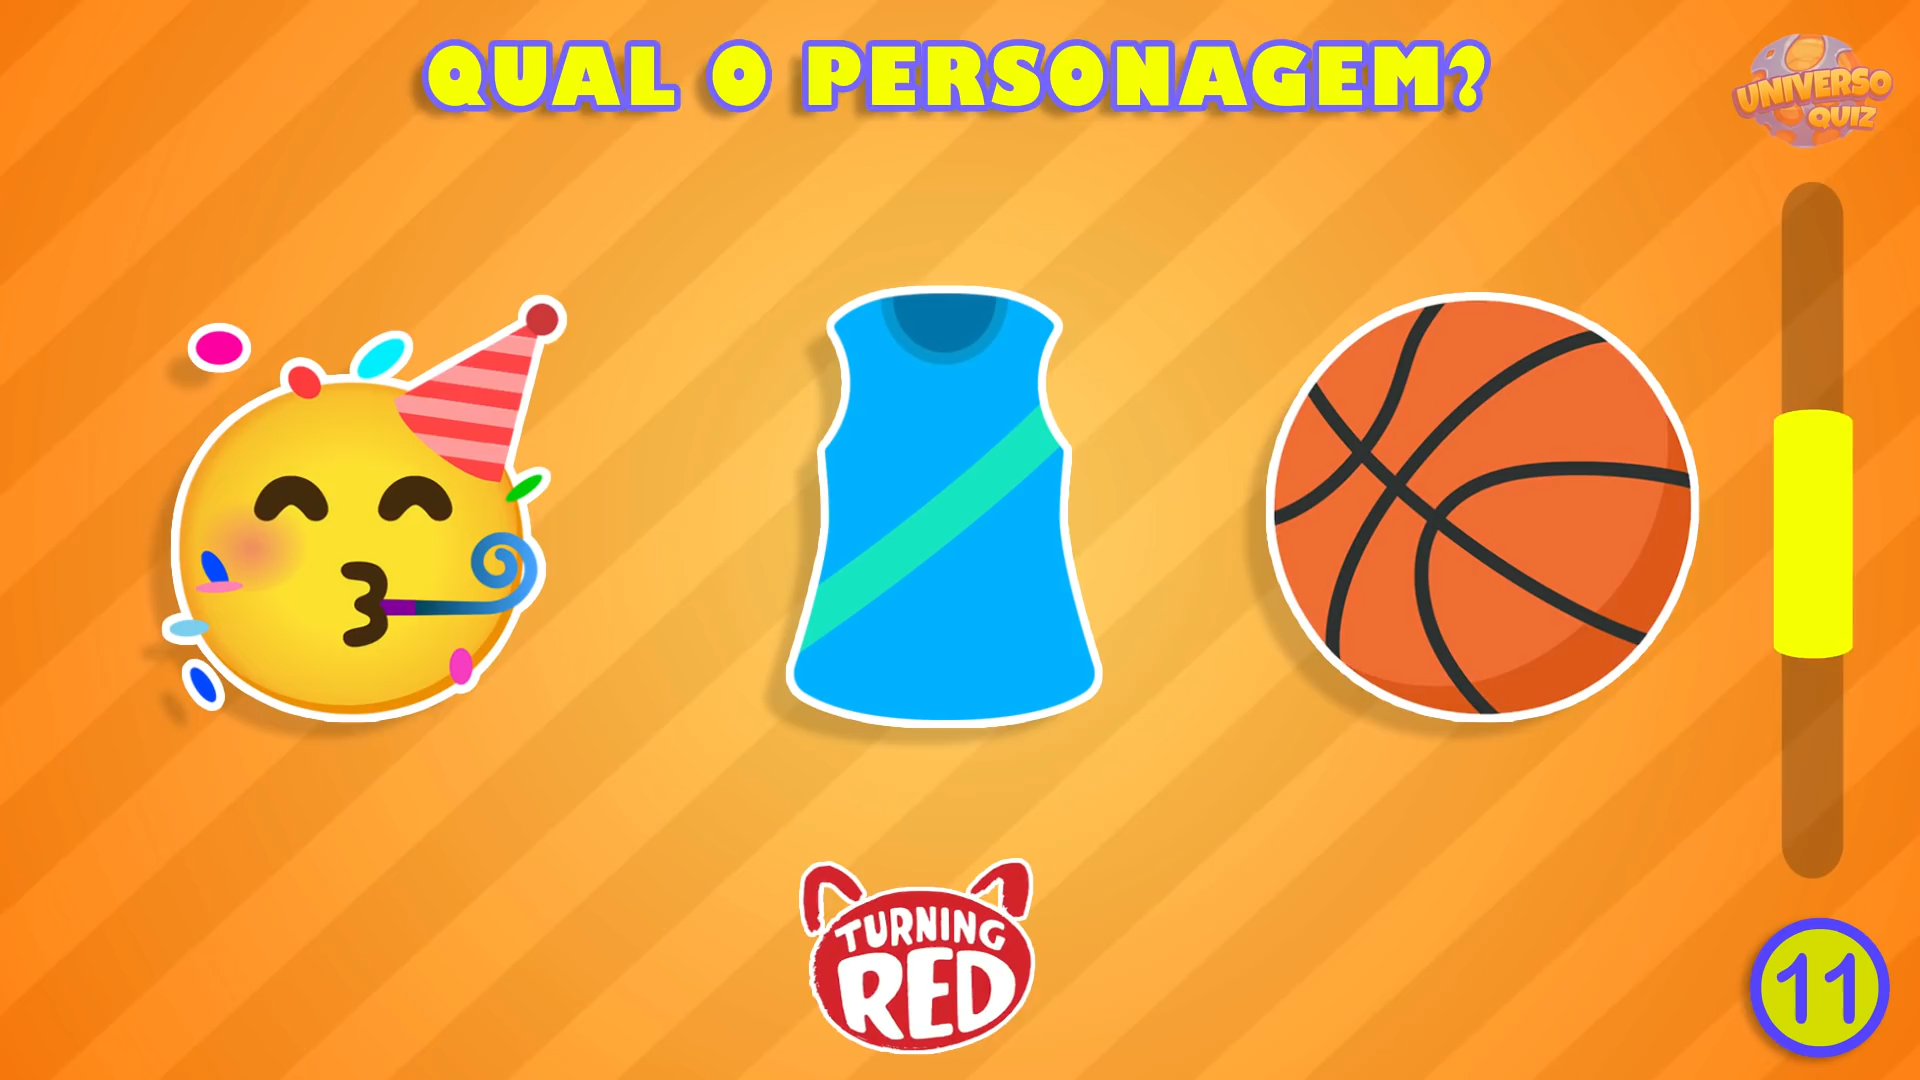 QUAL O PERSONAGEM?
UNIVERSO
QUIZ
TURNING
RED
11